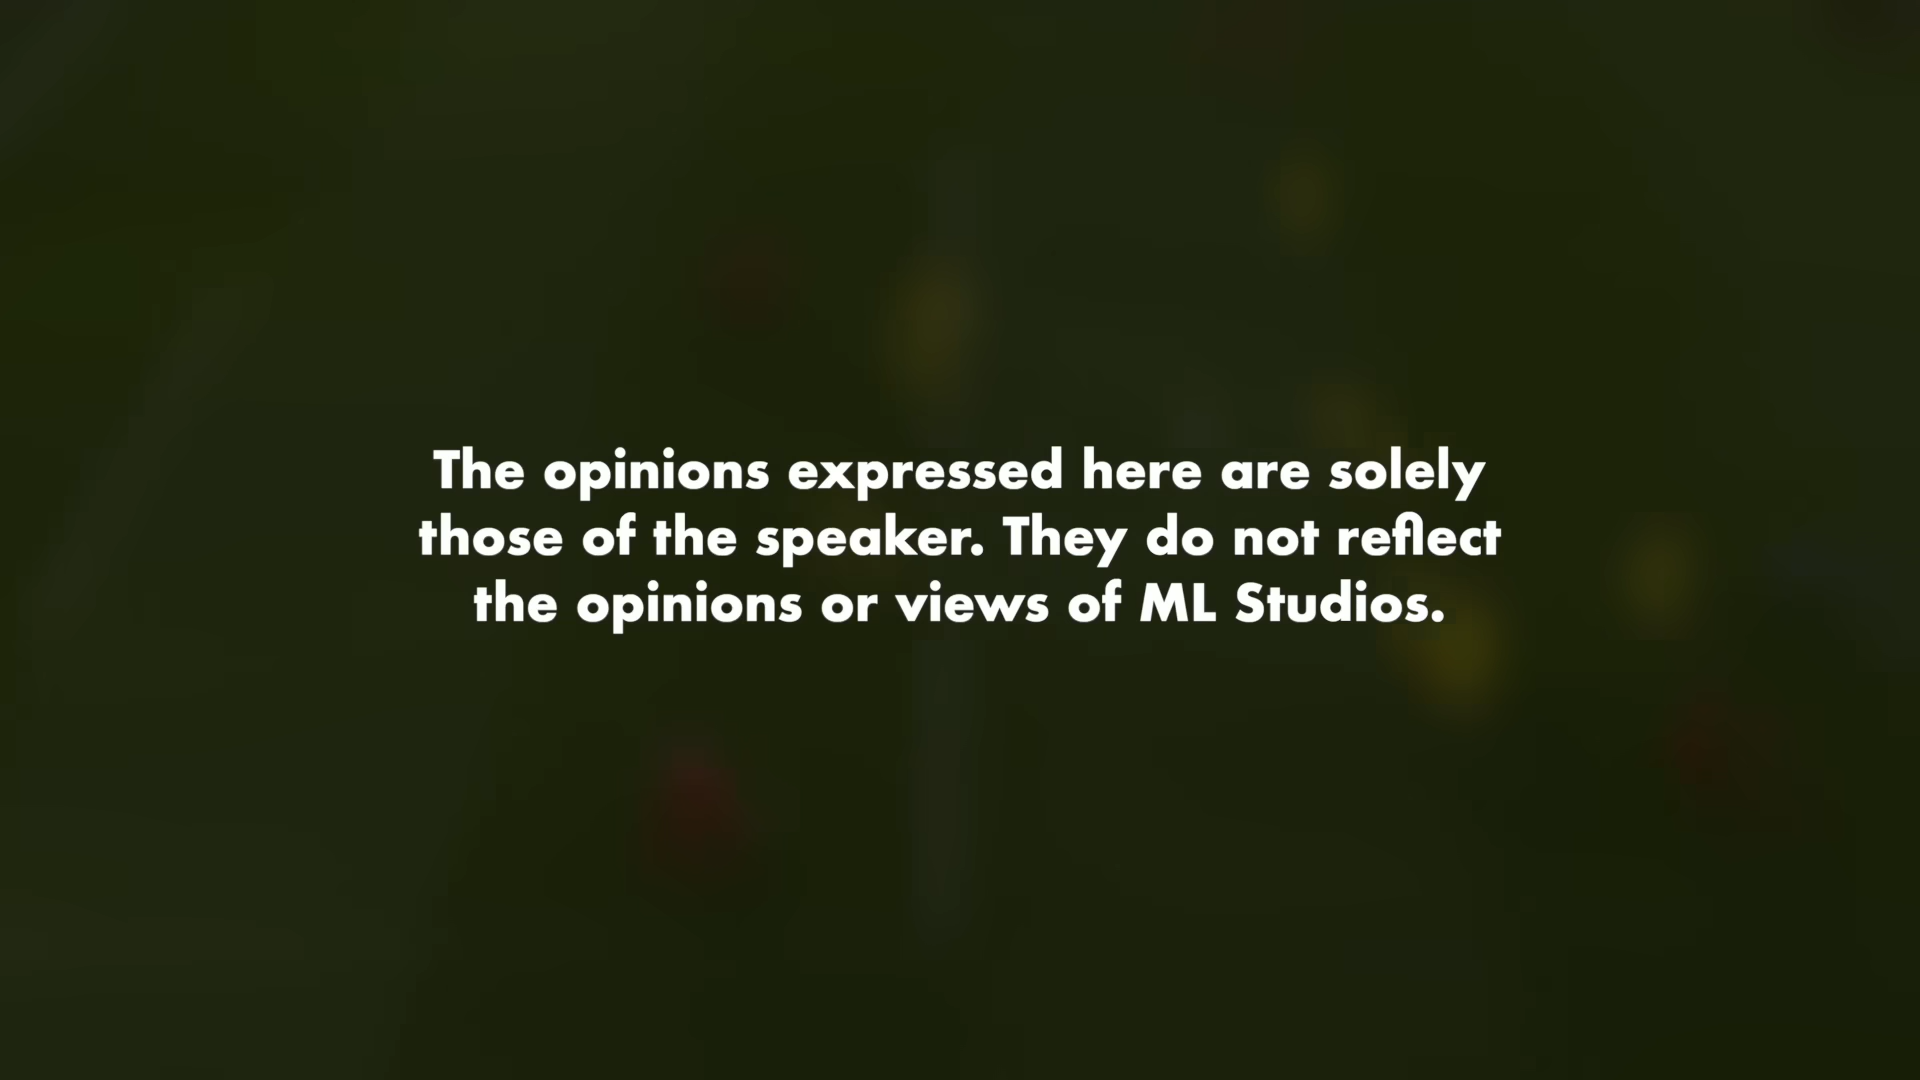 The opinions expressed here are solely
those of the speaker. They do not reflect
the opinions or views of ML Studios.